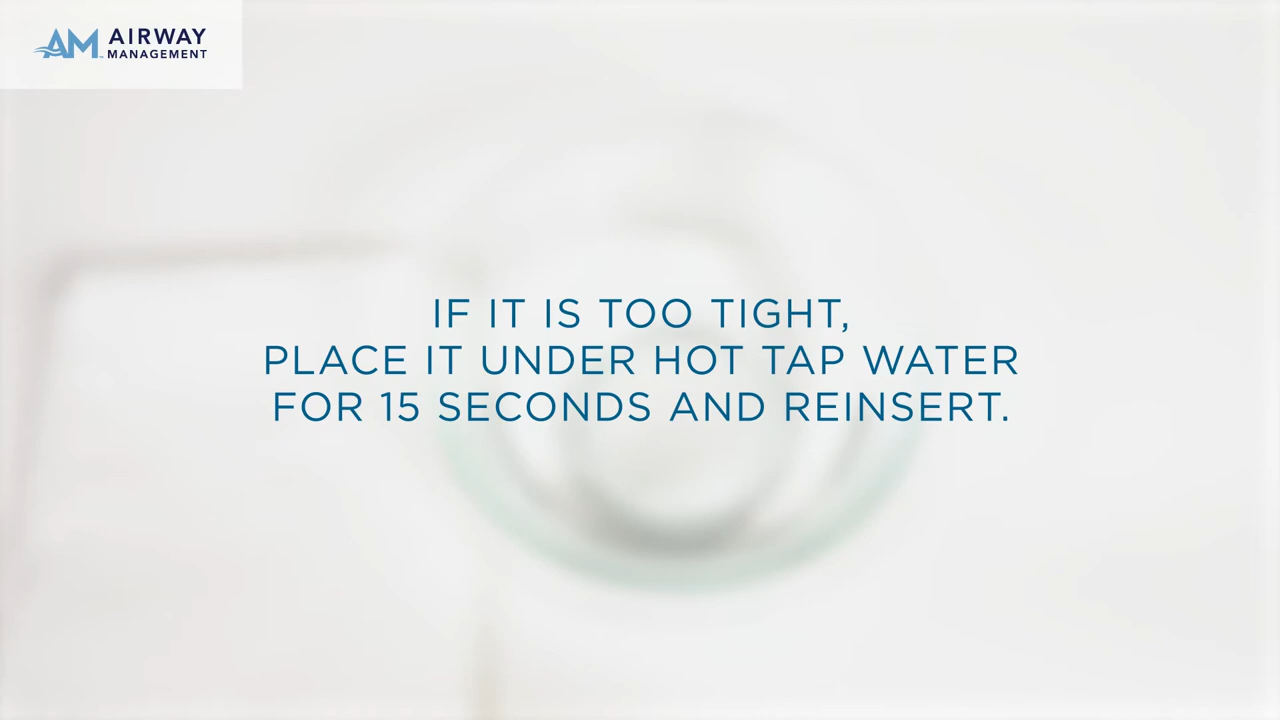 AM AIRWAY
MANAGEMENT
IF IT IS TOO TIGHT,
PLACE IT UNDER HOT TAP WATER
FOR 15 SECONDS AND REINSERT.